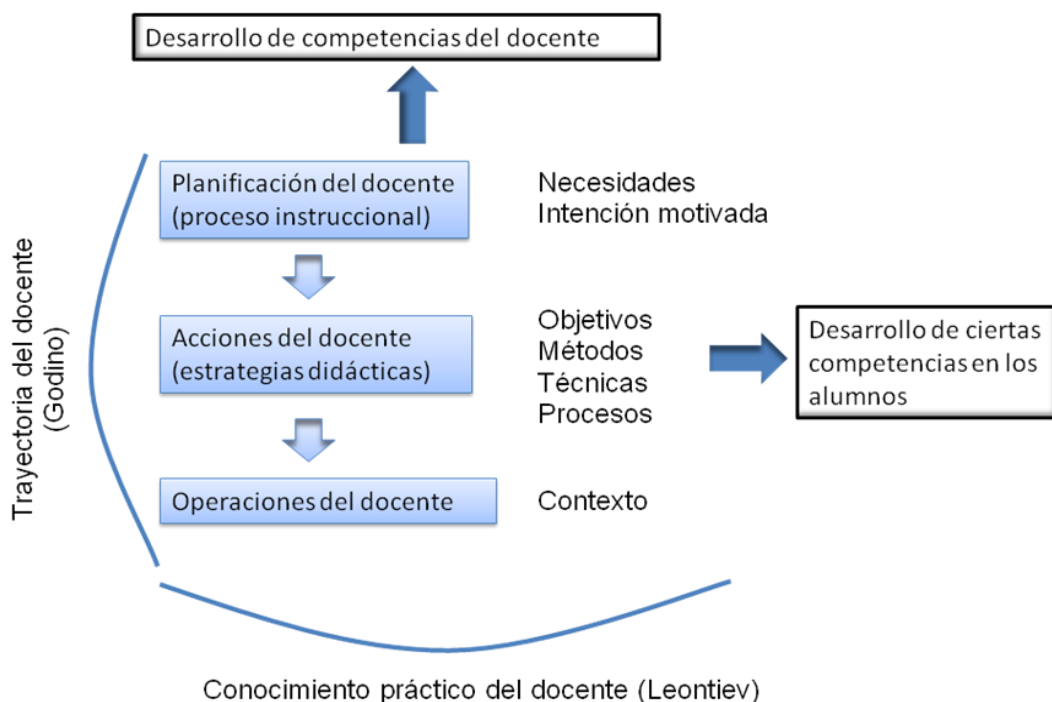 Desarrollo de competencias del docente
Planificación del docente
(proceso instruccional)
Necesidades
Intención motivada
Acciones del docente
(estrategias didácticas)
Objetivos
Métodos
Técnicas
Procesos
Desarrollo de ciertas
competencias en los
alumnos
Operaciones del docente
Contexto
Trayectoria del docente
(Godino)
Conocimiento práctico del docente (Leontiev)